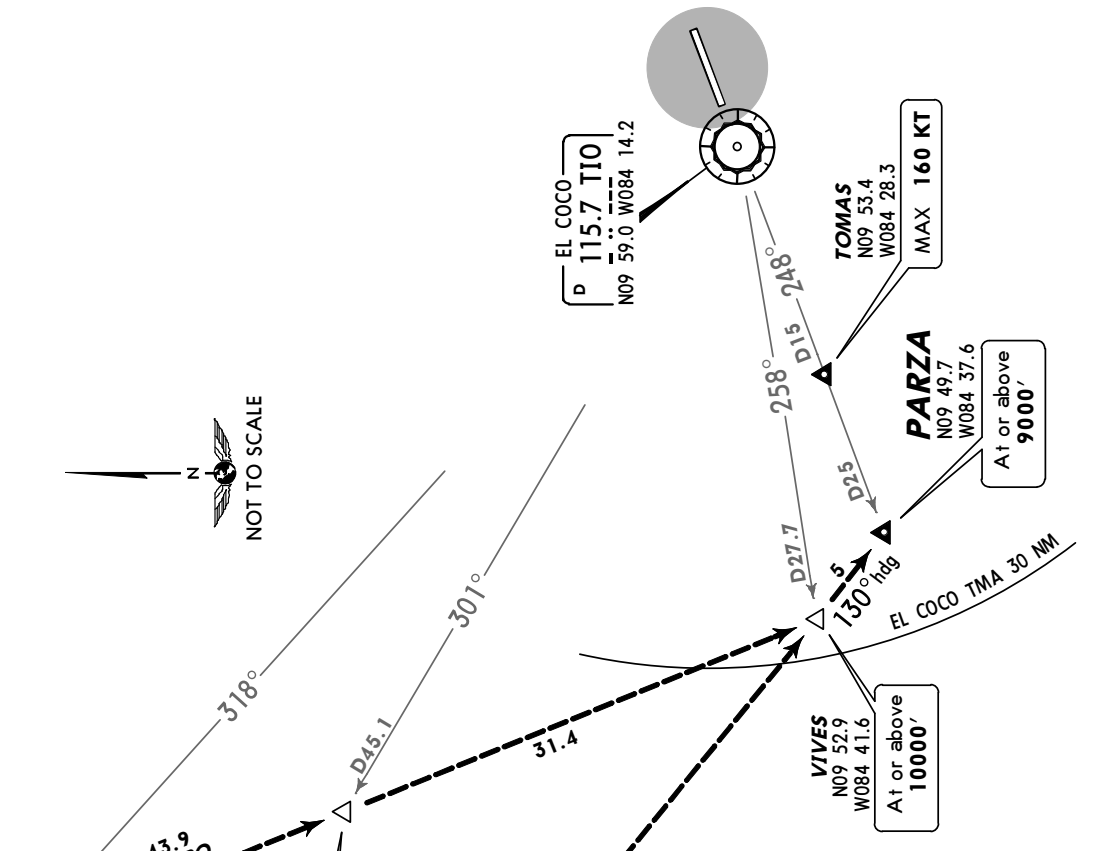 EL COCO
D 115.7 TIO
N09 59.0 W084 14.2
TOMAS
N09 53.4
W084 28.3
MAX 160 KT
248°
D15
258°
D25
D27.7
PARZA
N09 49.7
W084 37.6
At or above
9000′
N
NOT TO SCALE
5
130° hdg
EL COCO TMA 30 NM
301°
318°
D45.1
31.4
VIVES
N09 52.9
W084 41.6
At or above
10000′
43.9